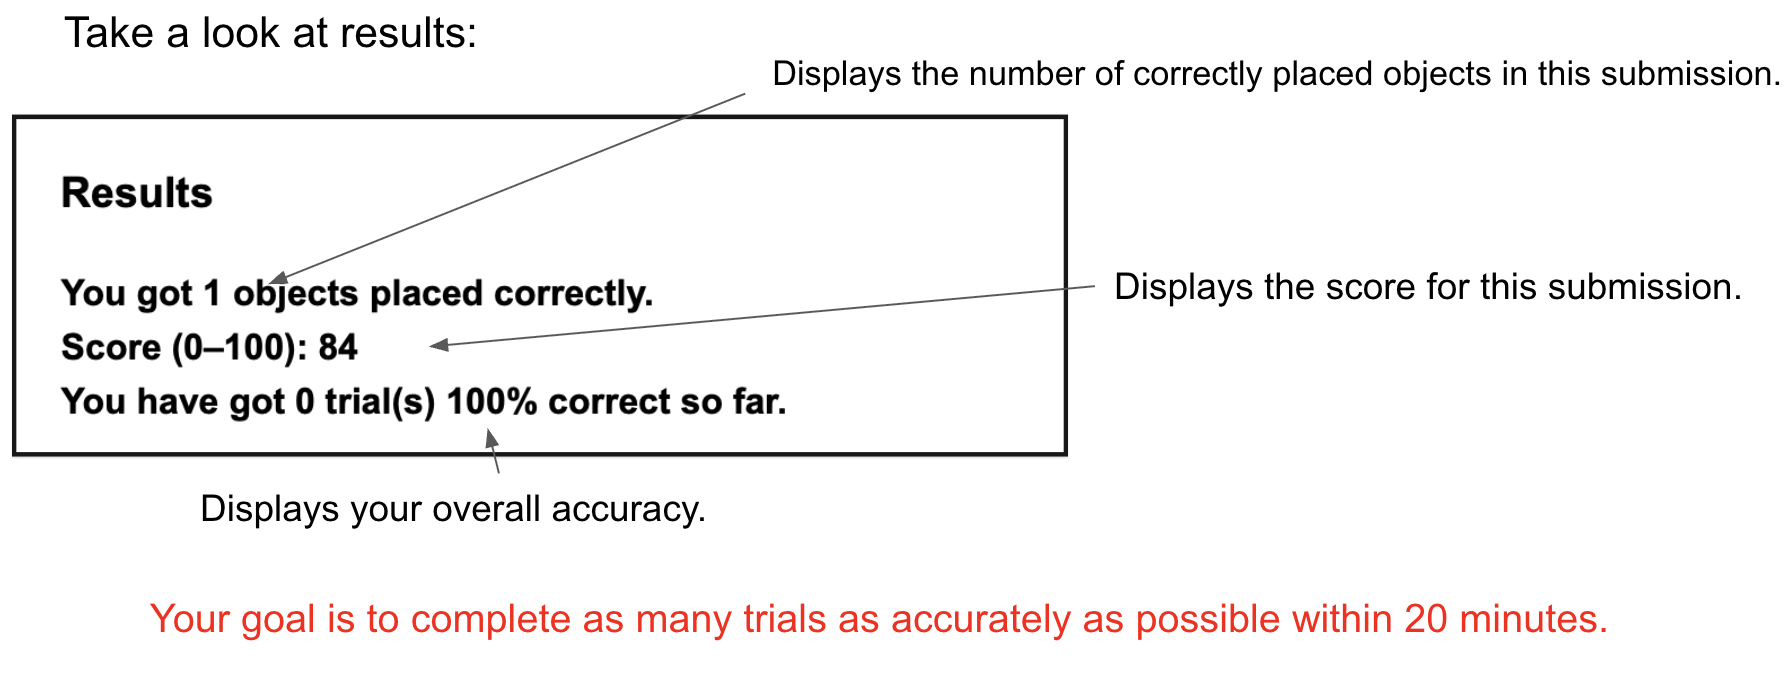 Take a look at results:
Displays the number of correctly placed objects in this submission.
Results
You got 1 objects placed correctly.
Displays the score for this submission.
Score (0–100): 84
You have got 0 trial(s) 100% correct so far.
Displays your overall accuracy.
Your goal is to complete as many trials as accurately as possible within 20 minutes.